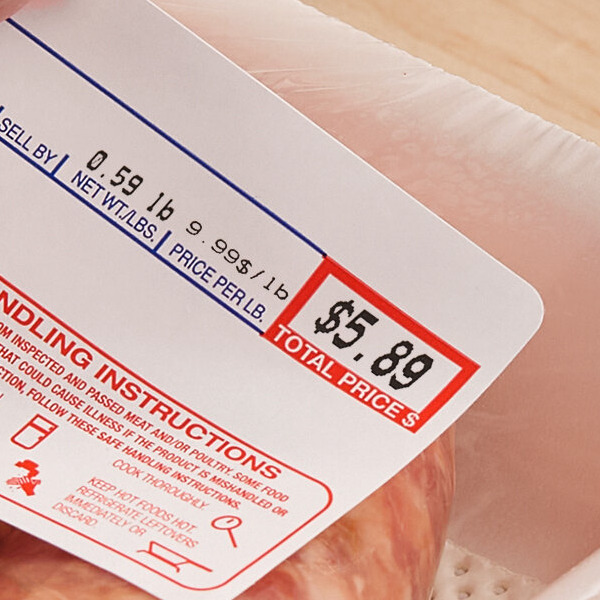 0.59 lb 9.99$/lb
SELL BY NET WT./LBS. PRICE PER LB.
$5.89
TOTAL PRICE $
NDLING INSTRUCTIONS
OM INSPECTED AND PASSED MEAT AND/OR POULTRY. SOME FOOD
THAT COULD CAUSE ILLNESS IF THE PRODUCT IS MISHANDLED OR
CTION, FOLLOW THESE SAFE HANDLING INSTRUCTIONS.
COOK THOROUGHLY.
KEEP HOT FOODS HOT.
REFRIGERATE LEFTOVERS
IMMEDIATELY OR
DISCARD.